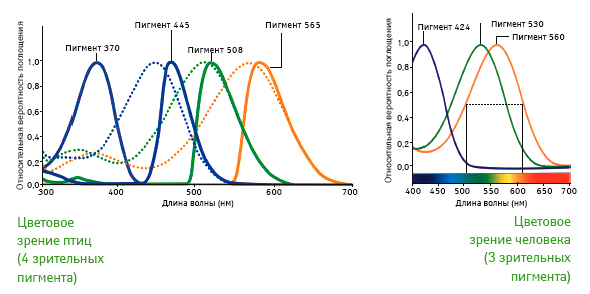 Относительная вероятность поглощения
Пигмент 370
Пигмент 445
Пигмент 508
Пигмент 565
1,0
0,8
0,6
0,4
0,2
0,0
300
400
500
600
700
Длина волны (нм)
Цветовое
зрение птиц
(4 зрительных
пигмента)
Относительная вероятность поглощения
Пигмент 424
Пигмент 530
Пигмент 560
1,0
0,8
0,6
0,4
0,2
0,0
400
450
500
550
600
650
700
Длина волны (нм)
Цветовое
зрение человека
(3 зрительных
пигмента)